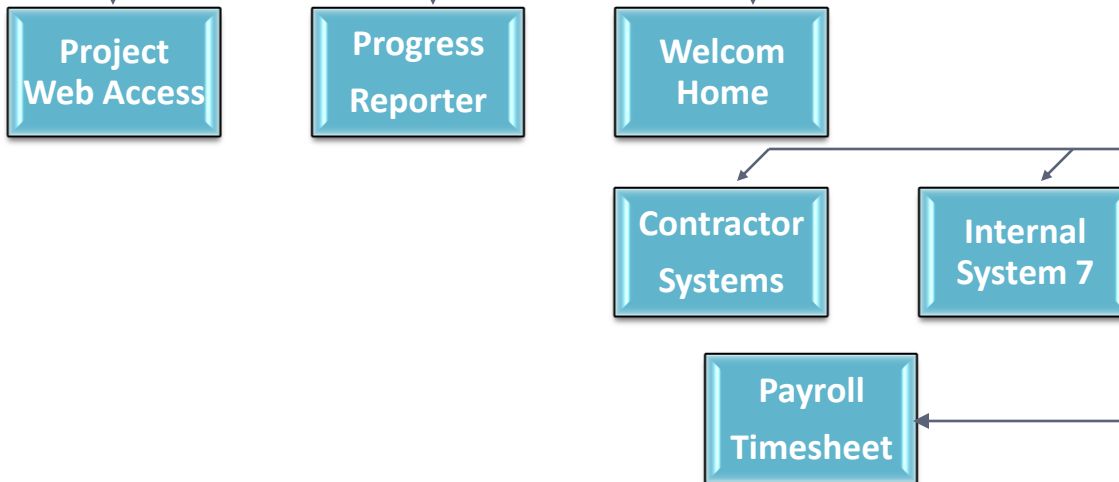 Project
Web Access
Progress
Reporter
Welcom
Home
Contractor
Systems
Internal
System 7
Payroll
Timesheet